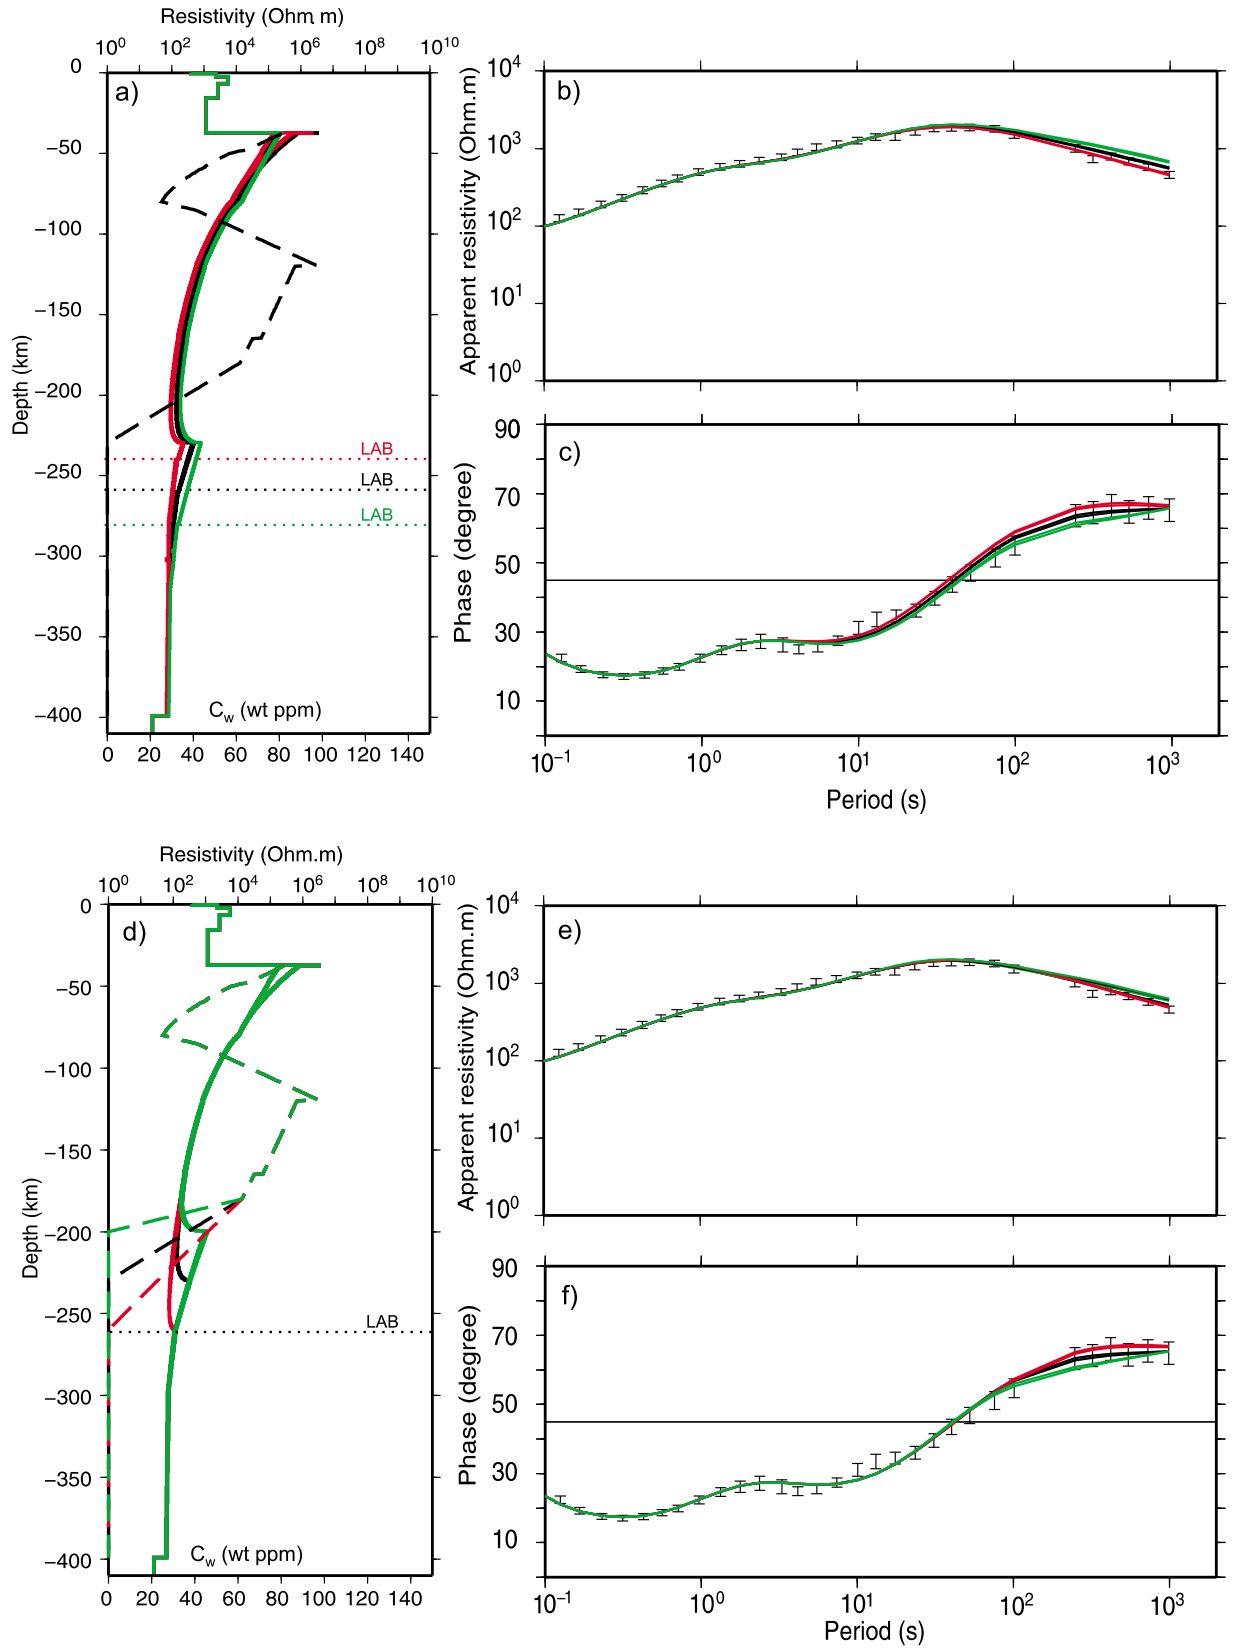 Resistivity (Ohm. m)
10^0 10^2 10^4 10^6 10^8 10^10
a)
0
−50
−100
−150
−200
−250
−300
−350
−400
Depth (km)
LAB
LAB
LAB
C_w (wt ppm)
0 20 40 60 80 100 120 140
b)
10^4
10^3
10^2
10^1
10^0
Apparent resistivity (Ohm.m)
c)
90
70
50
30
10
Phase (degree)
10^−1 10^0 10^1 10^2 10^3
Period (s)
Resistivity (Ohm.m)
10^0 10^2 10^4 10^6 10^8 10^10
d)
0
−50
−100
−150
−200
−250
−300
−350
−400
Depth (km)
LAB
C_w (wt ppm)
0 20 40 60 80 100 120 140
e)
10^4
10^3
10^2
10^1
10^0
Apparent resistivity (Ohm.m)
f)
90
70
50
30
10
Phase (degree)
10^−1 10^0 10^1 10^2 10^3
Period (s)